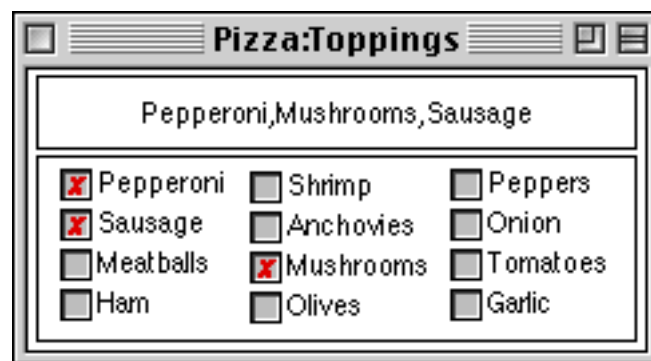 Pizza:Toppings
Pepperoni,Mushrooms,Sausage
Pepperoni Shrimp Peppers
Sausage Anchovies Onion
Meatballs Mushrooms Tomatoes
Ham Olives Garlic